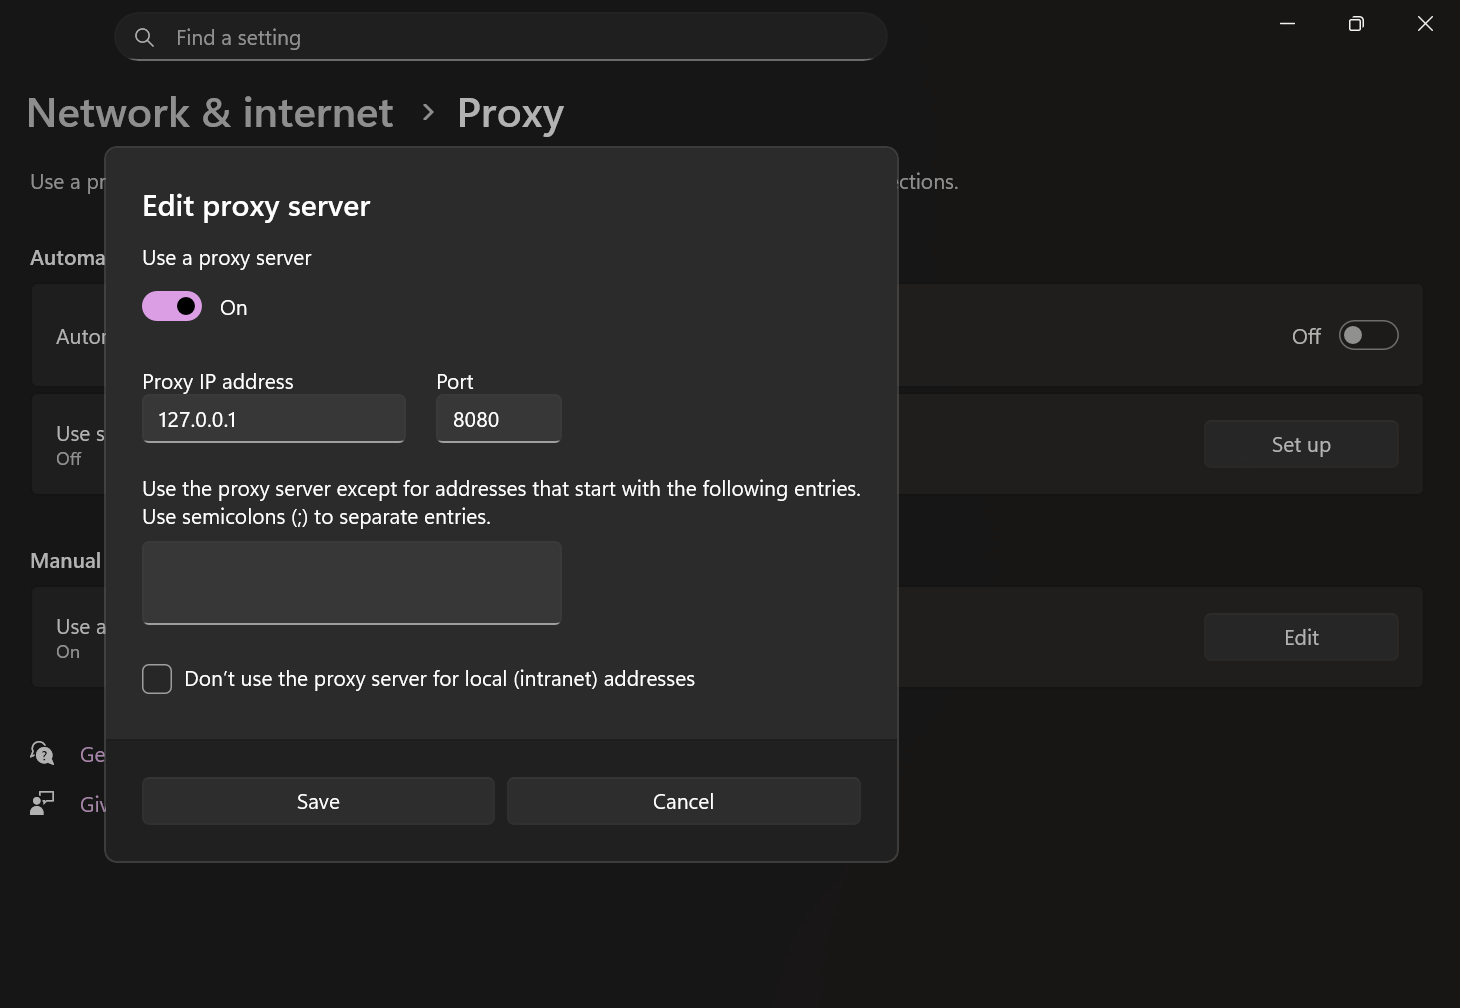 Find a setting
Network & internet > Proxy
Use a pr
ctions.
Edit proxy server
Use a proxy server
On
Automa
Autor
Off
Proxy IP address Port
127.0.0.1 8080
Use s
Off
Set up
Use the proxy server except for addresses that start with the following entries.
Use semicolons (;) to separate entries.
Manual
Use a
On
Edit
Don’t use the proxy server for local (intranet) addresses
Ge
Giv
Save Cancel